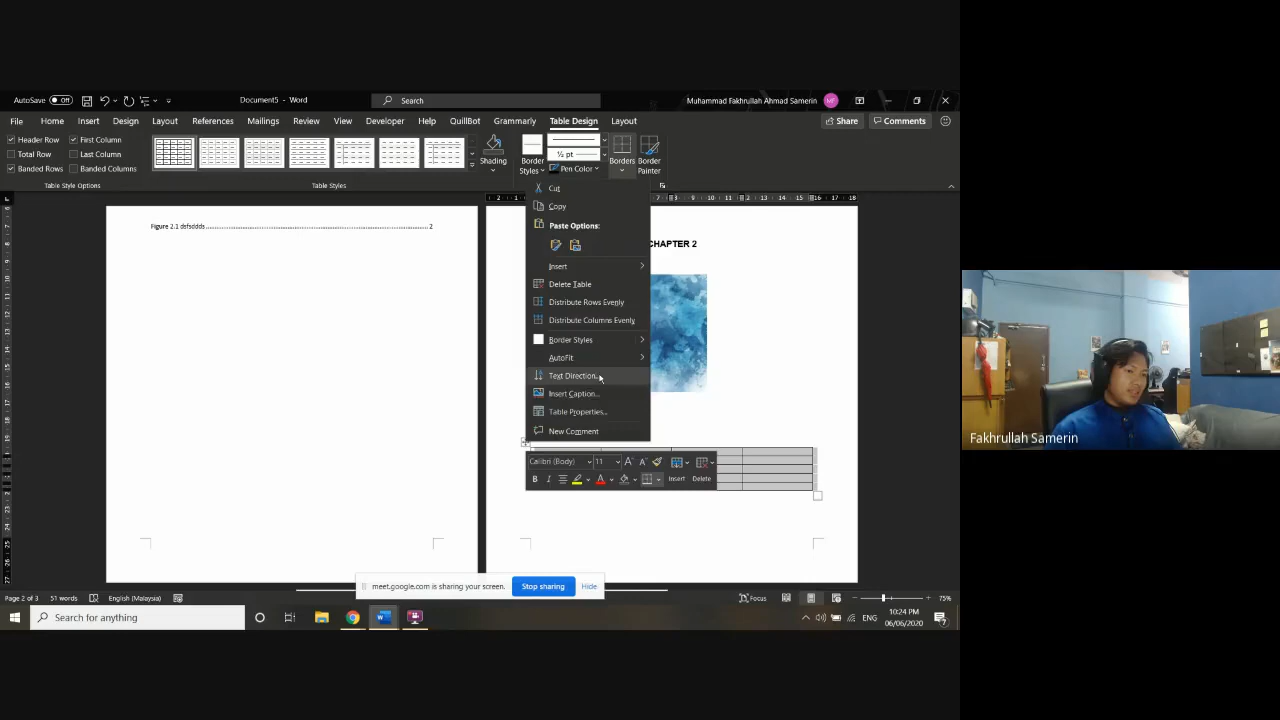 AutoSave Off
Document5 - Word
Search
Muhammad Fakhrullah Ahmad Samerin
MF
File Home Insert Design Layout References Mailings Review View Developer Help QuillBot Grammarly Table Design Layout
Share Comments
Header Row First Column
Total Row Last Column
Banded Rows Banded Columns
Table Style Options
Table Styles
Shading
Border Styles
½ pt
Pen Color
Borders
Border Painter
Figure 2.1 dsfsddds 2
CHAPTER 2
Cut
Copy
Paste Options:
Insert
Delete Table
Distribute Rows Evenly
Distribute Columns Evenly
Border Styles
AutoFit
Text Direction...
Insert Caption...
Table Properties...
New Comment
Calibri (Body) 11
Insert Delete
Fakhrullah Samerin
meet.google.com is sharing your screen. Stop sharing Hide
Page 2 of 3 51 words English (Malaysia) Focus 75%
Search for anything
ENG
10:24 PM
06/06/2020